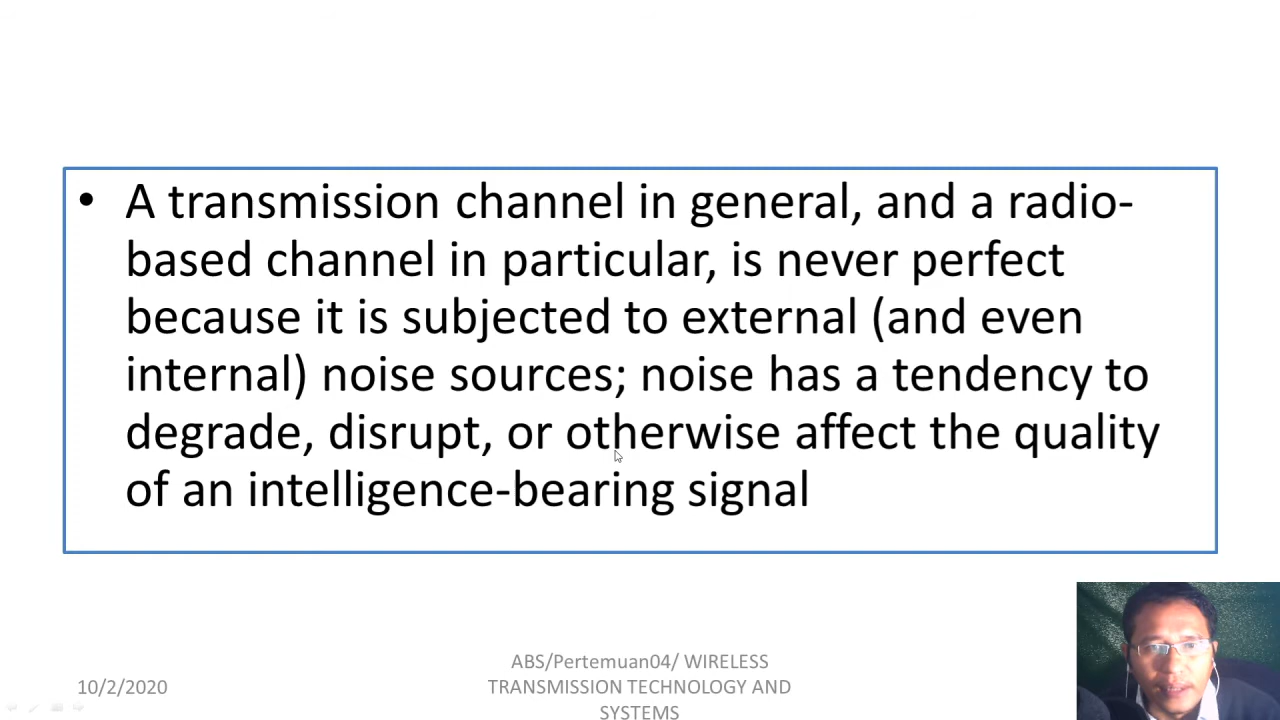 • A transmission channel in general, and a radio-
based channel in particular, is never perfect
because it is subjected to external (and even
internal) noise sources; noise has a tendency to
degrade, disrupt, or otherwise affect the quality
of an intelligence-bearing signal
10/2/2020
ABS/Pertemuan04/ WIRELESS
TRANSMISSION TECHNOLOGY AND
SYSTEMS